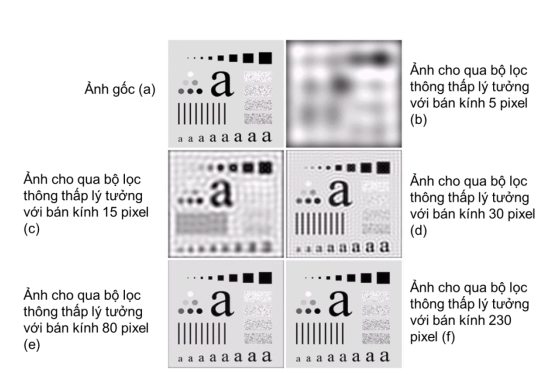 Ảnh gốc (a)
a
a a a a a a a a
Ảnh cho qua bộ lọc
thông thấp lý tưởng
với bán kính 5 pixel
(b)
Ảnh cho qua bộ lọc
thông thấp lý tưởng
với bán kính 15 pixel
(c)
a
a a a a a a a a
a
a a a a a a a a
Ảnh cho qua bộ lọc
thông thấp lý tưởng
với bán kính 30 pixel
(d)
Ảnh cho qua bộ lọc
thông thấp lý tưởng
với bán kính 80 pixel
(e)
a
a a a a a a a a
a
a a a a a a a a
Ảnh cho qua bộ lọc
thông thấp lý tưởng
với bán kính 230
pixel (f)